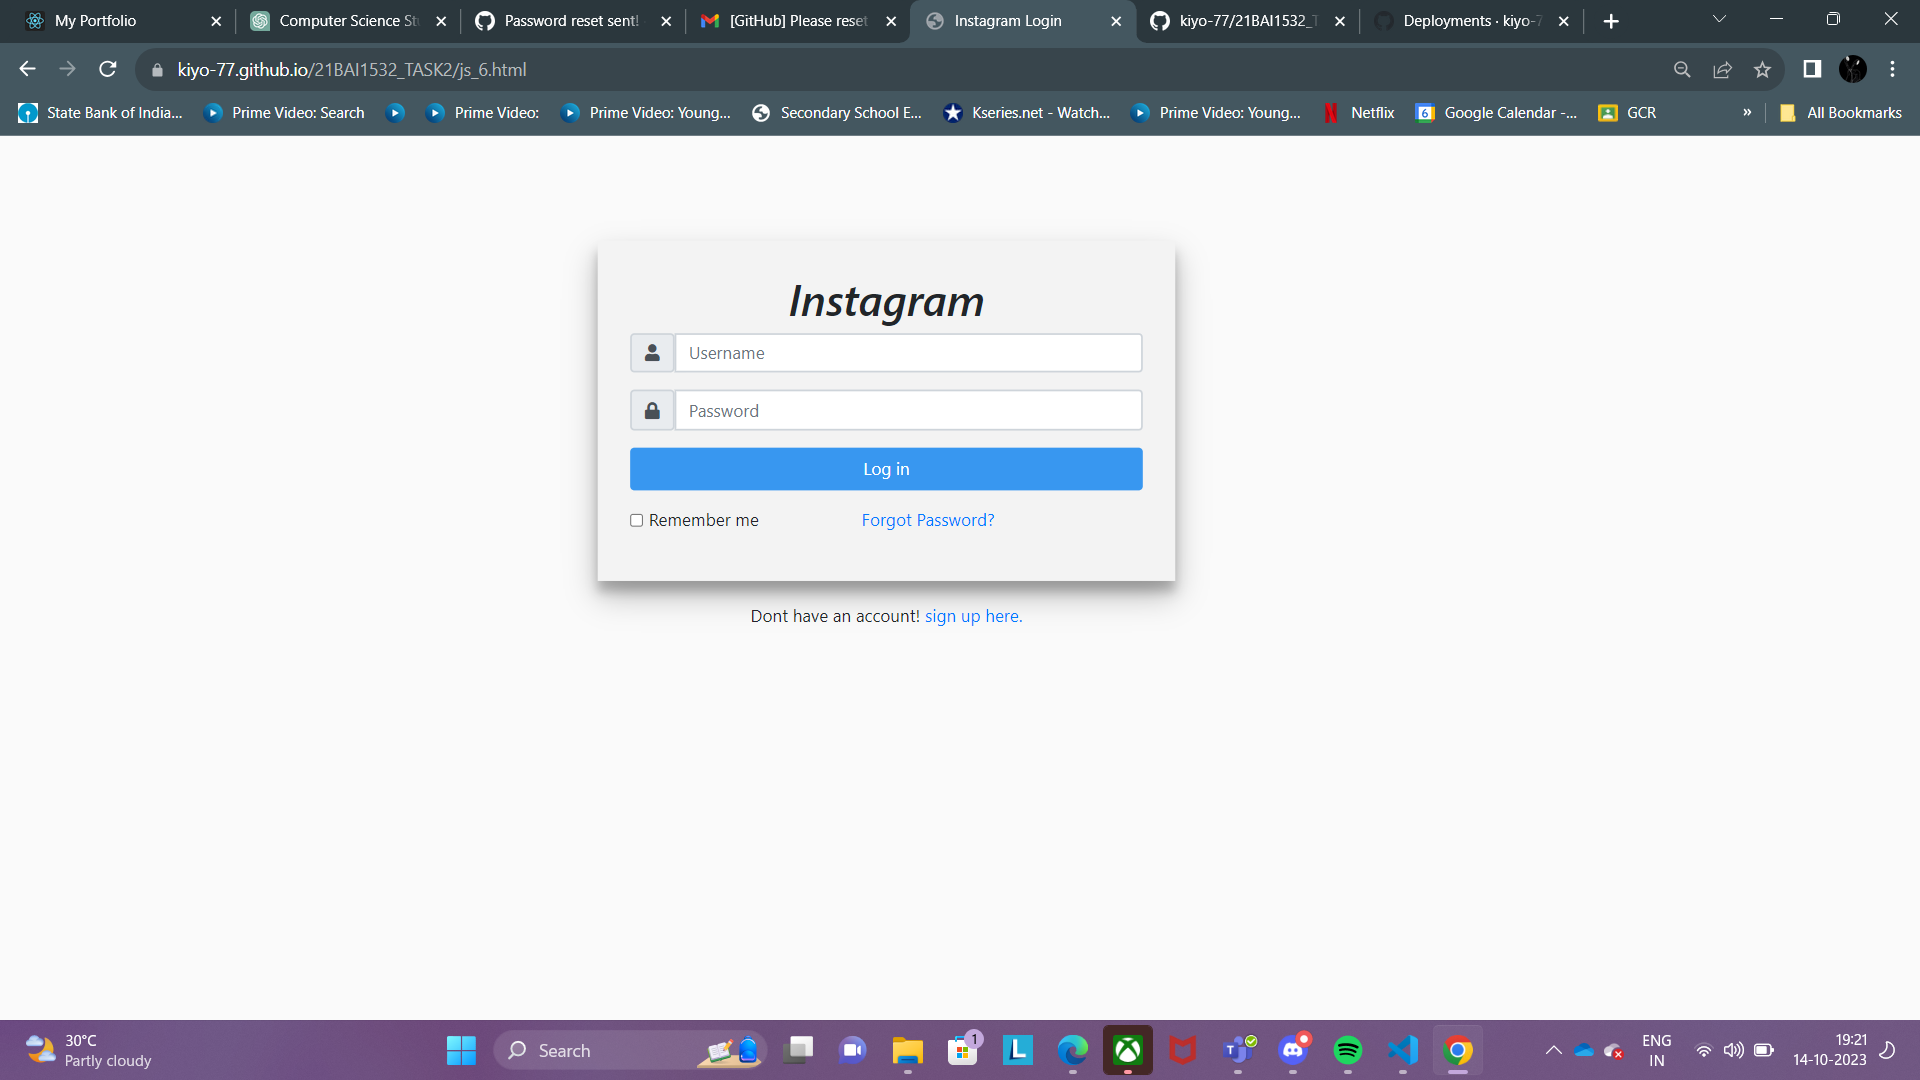 My Portfolio
Computer Science St
Password reset sent!
[GitHub] Please reset
Instagram Login
kiyo-77/21BAI1532_T
Deployments · kiyo-7
kiyo-77.github.io/21BAI1532_TASK2/js_6.html
State Bank of India...
Prime Video: Search
Prime Video:
Prime Video: Young...
Secondary School E...
Kseries.net - Watch...
Prime Video: Young...
Netflix
6
Google Calendar -...
GCR
»
All Bookmarks
Instagram
Username
Password
Log in
Remember me
Forgot Password?
Dont have an account! sign up here.
30°C
Partly cloudy
Search
1
L
ENG
IN
19:21
14-10-2023